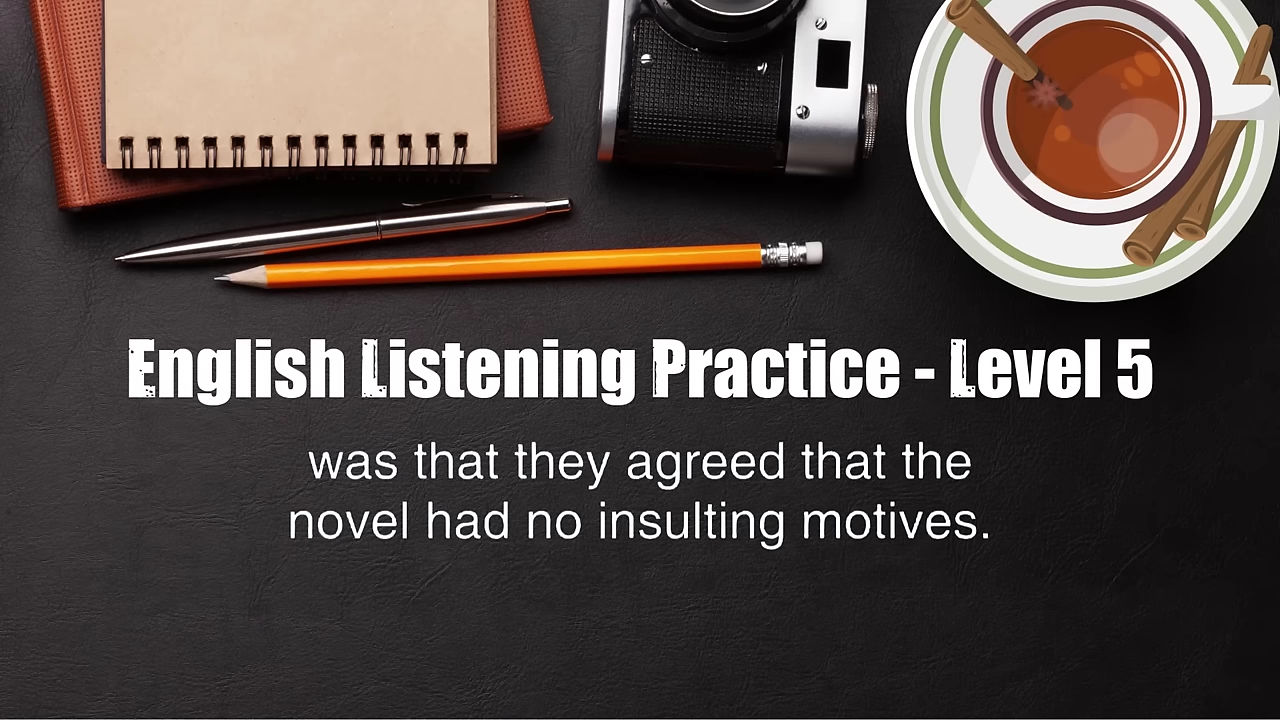 English Listening Practice - Level 5
was that they agreed that the
novel had no insulting motives.